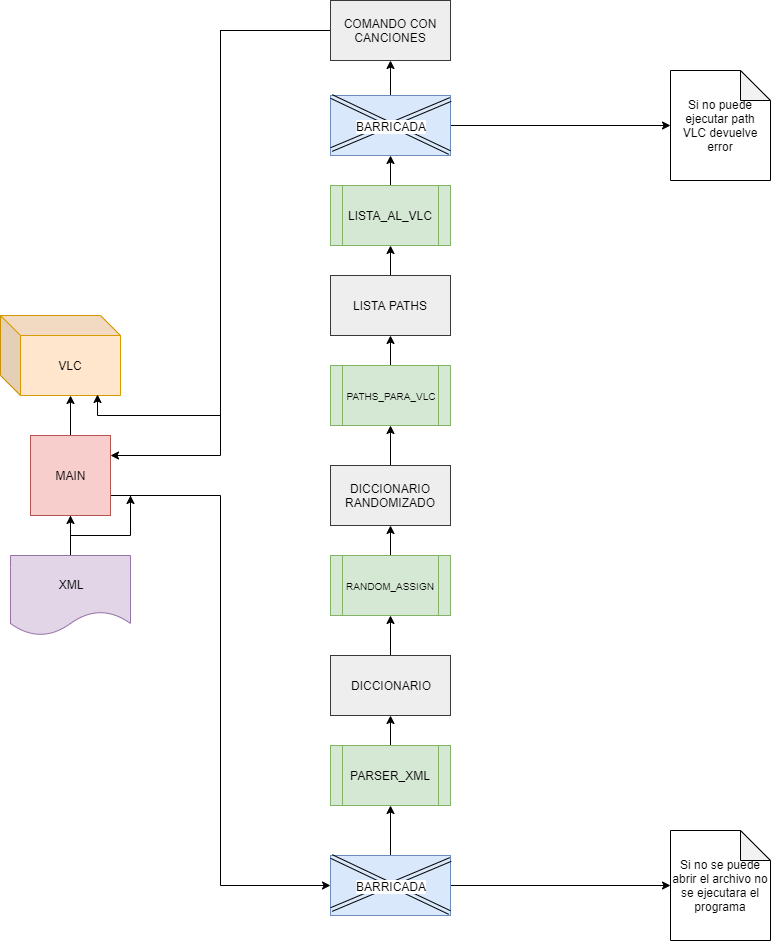 COMANDO CON
CANCIONES
BARRICADA
Si no puede
ejecutar path
VLC devuelve
error
LISTA_AL_VLC
LISTA PATHS
VLC
PATHS_PARA_VLC
MAIN
DICCIONARIO
RANDOMIZADO
XML
RANDOM_ASSIGN
DICCIONARIO
PARSER_XML
BARRICADA
Si no se puede
abrir el archivo no
se ejecutara el
programa